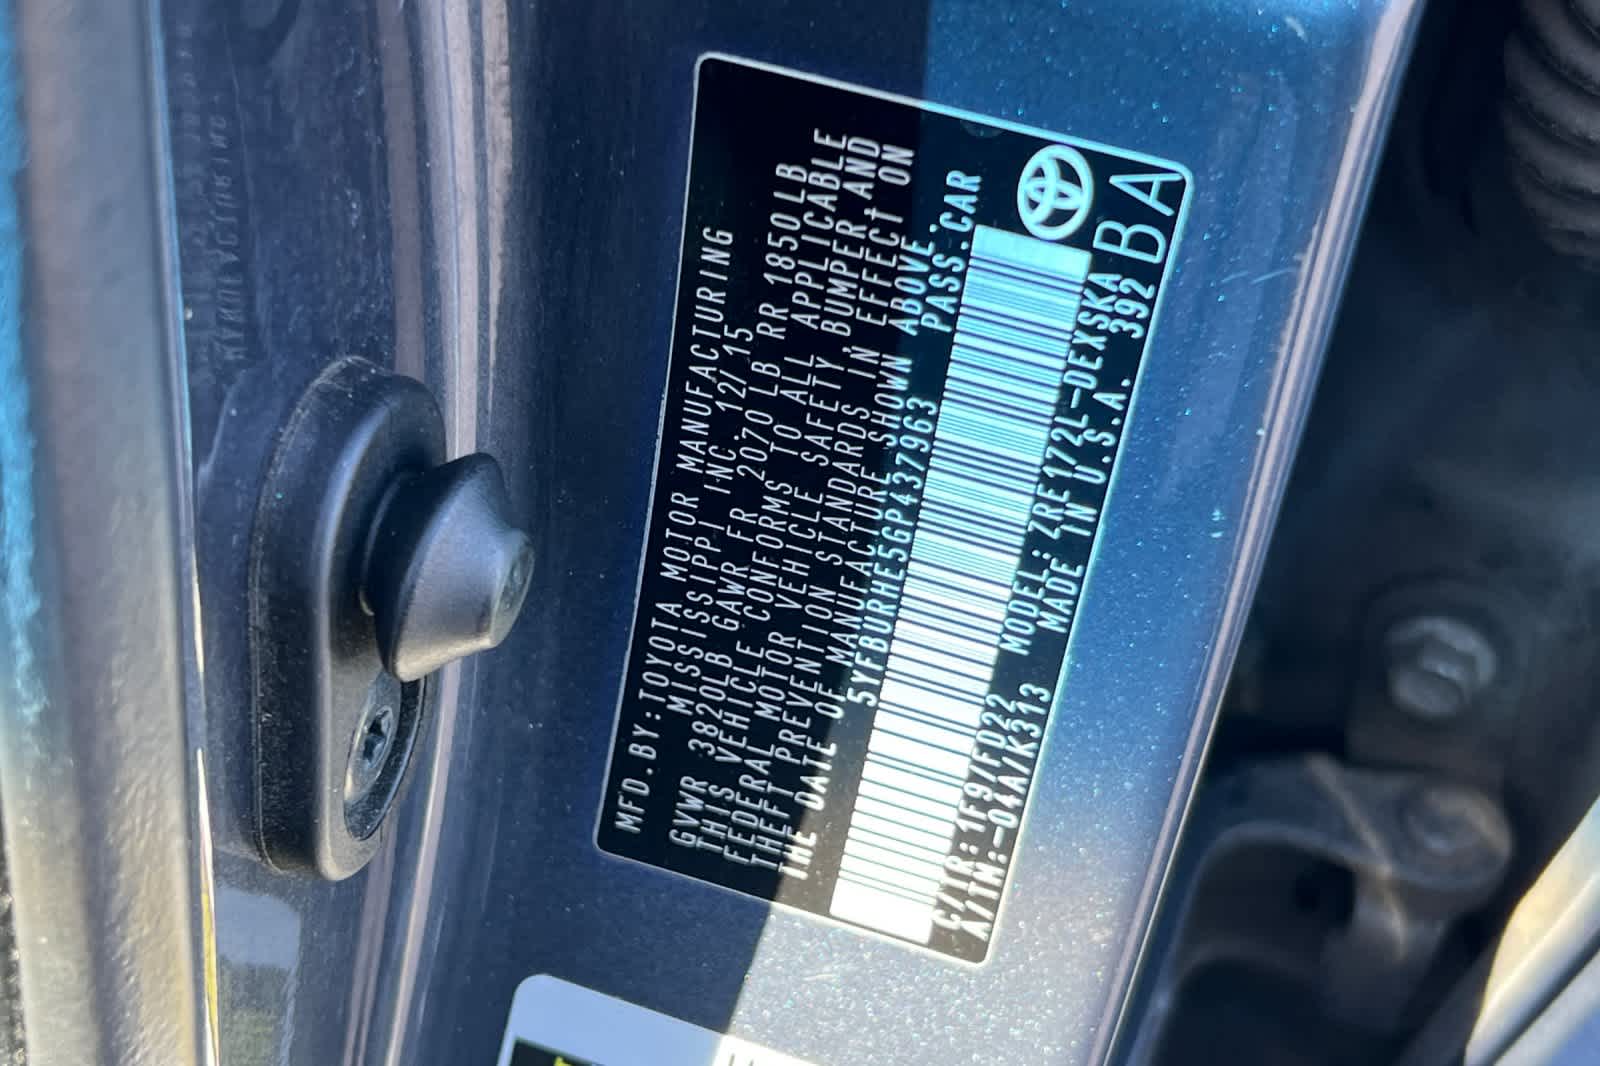 MFD.BY:TOYOTA MOTOR MANUFACTURING
MISSISSIPPI INC. 12/15
GVWR 3820LB GAWR FR 2070 LB RR 1850LB
THIS VEHICLE CONFORMS TO ALL APPLICABLE
FEDERAL MOTOR VEHICLE SAFETY,BUMPER,AND
THEFT PREVENTION STANDARDS IN EFFECT ON
THE DATE OF MANUFACTURE SHOWN ABOVE.
5YFBURHE5GP437963 PASS.CAR
C/TR:1F9/FD22 MODEL:ZRE172L-DEXSKA
A/TM:-04A/K313 MADE IN U.S.A. 392
BA